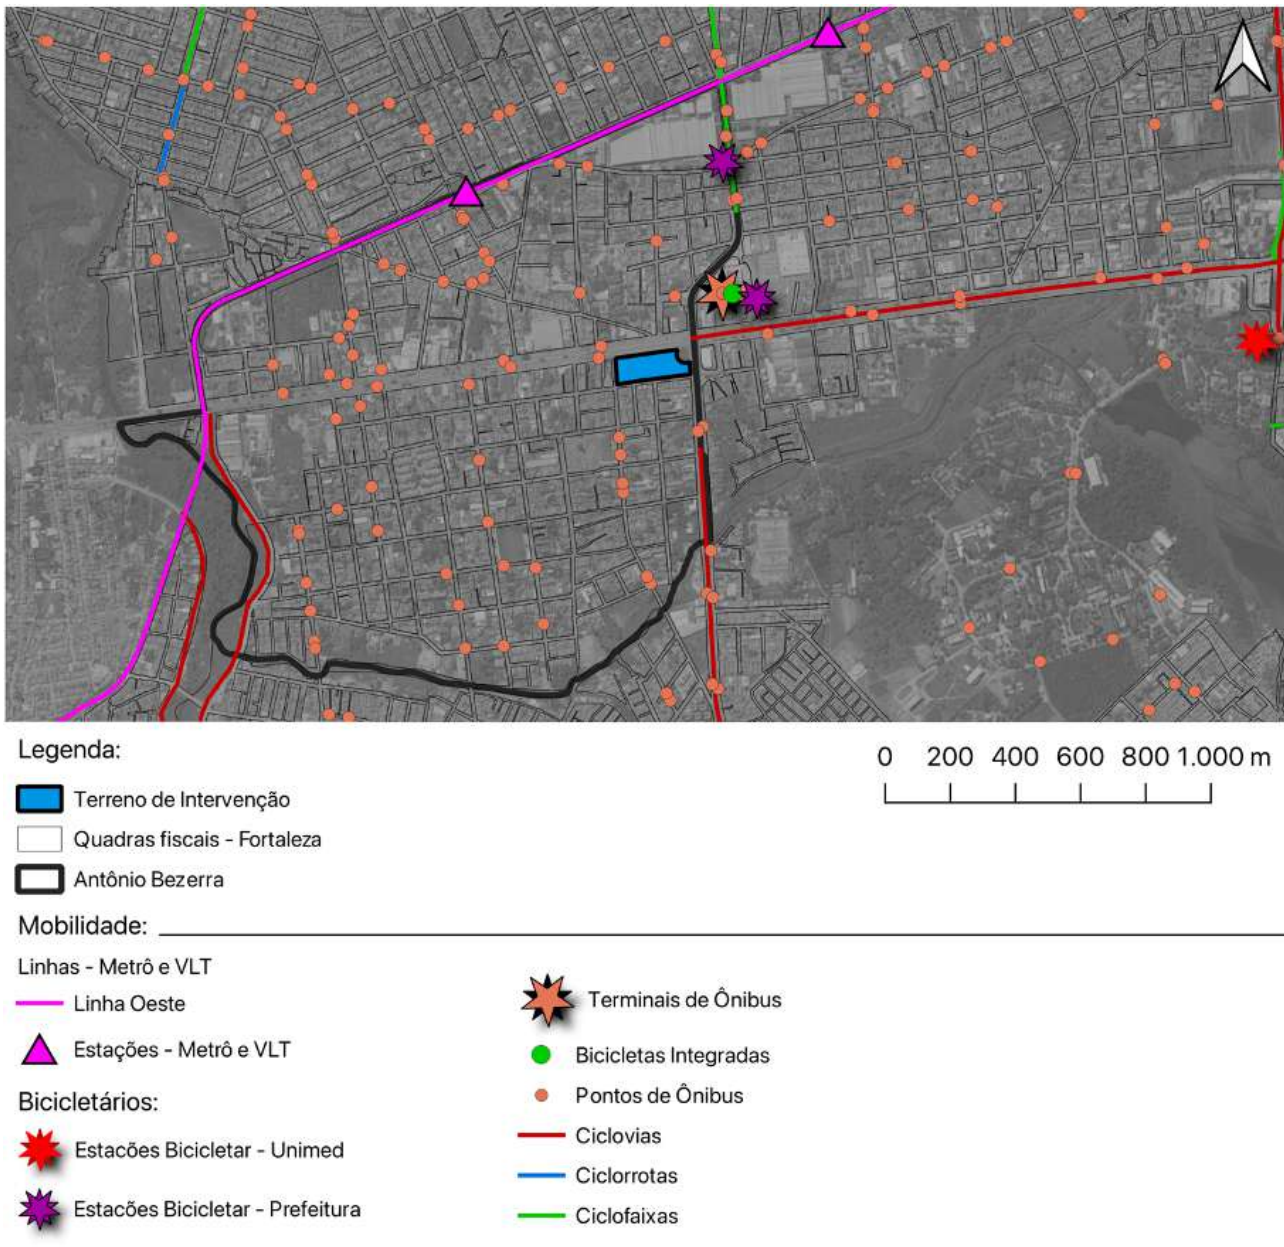 Legenda:
0 200 400 600 800 1.000 m
Terreno de Intervenção
Quadras fiscais - Fortaleza
Antônio Bezerra
Mobilidade:
Linhas - Metrô e VLT
Linha Oeste
Estações - Metrô e VLT
Bicicletários:
Estacões Bicicletar - Unimed
Estacões Bicicletar - Prefeitura
Terminais de Ônibus
Bicicletas Integradas
Pontos de Ônibus
Ciclovias
Ciclorrotas
Ciclofaixas